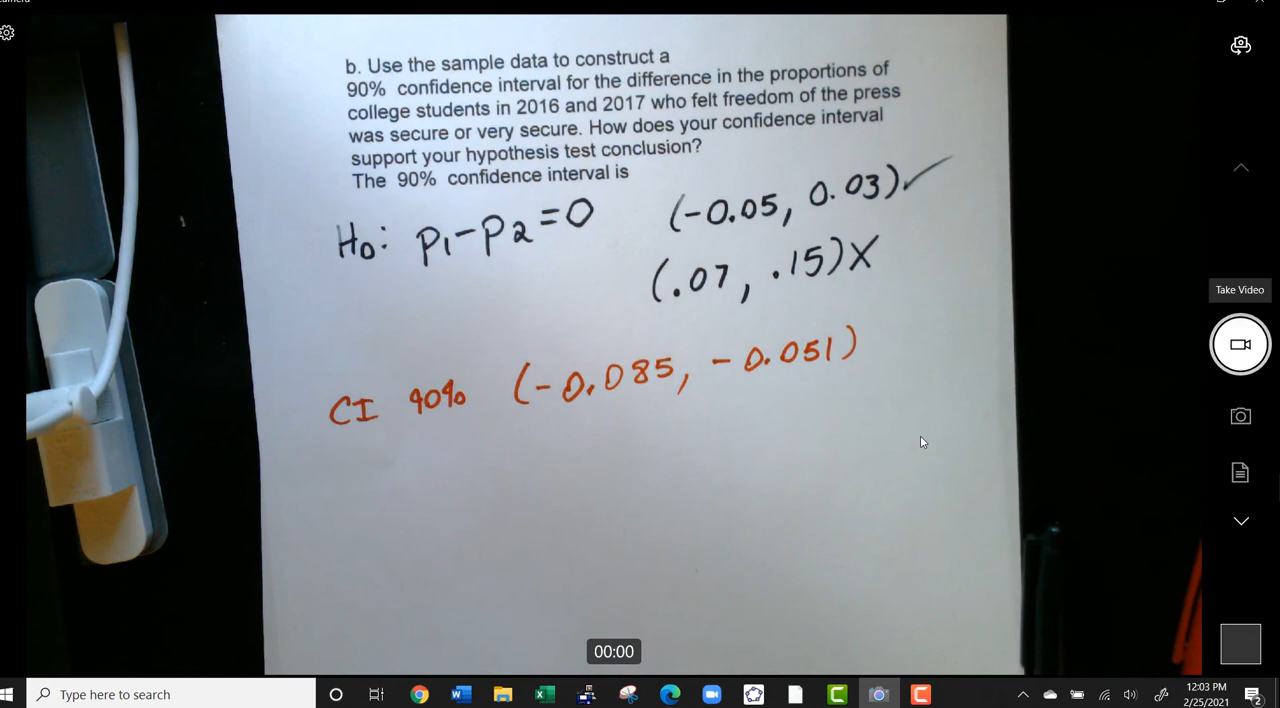 Camera
b. Use the sample data to construct a
90% confidence interval for the difference in the proportions of
college students in 2016 and 2017 who felt freedom of the press
was secure or very secure. How does your confidence interval
support your hypothesis test conclusion?
The 90% confidence interval is
H0: p1-p2=0 (-0.05, 0.03)✓
(.07, .15)X
CI 90% (-0.085, -0.051)
Take Video
00:00
Type here to search
12:03 PM
2/25/2021
2